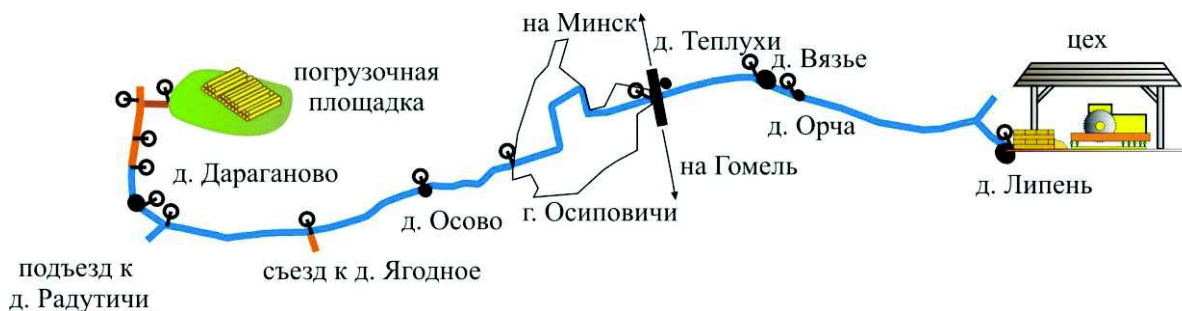 на Минск
д. Теплухи
д. Вязье
цех
погрузочная
площадка
д. Орча
д. Дараганово
на Гомель
д. Липень
д. Осово
г. Осиповичи
подъезд к
д. Радутичи
съезд к д. Ягодное